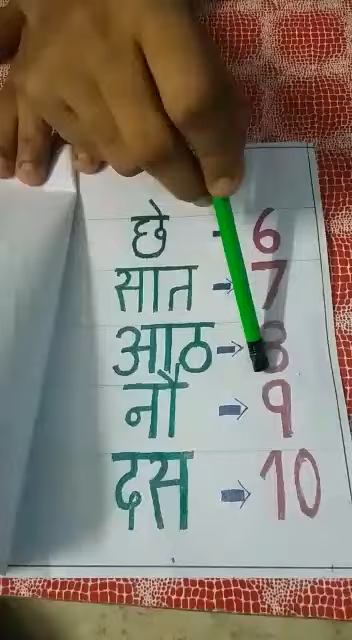 छे → 6
सात → 7
आठ → 8
नौ → 9
दस → 10